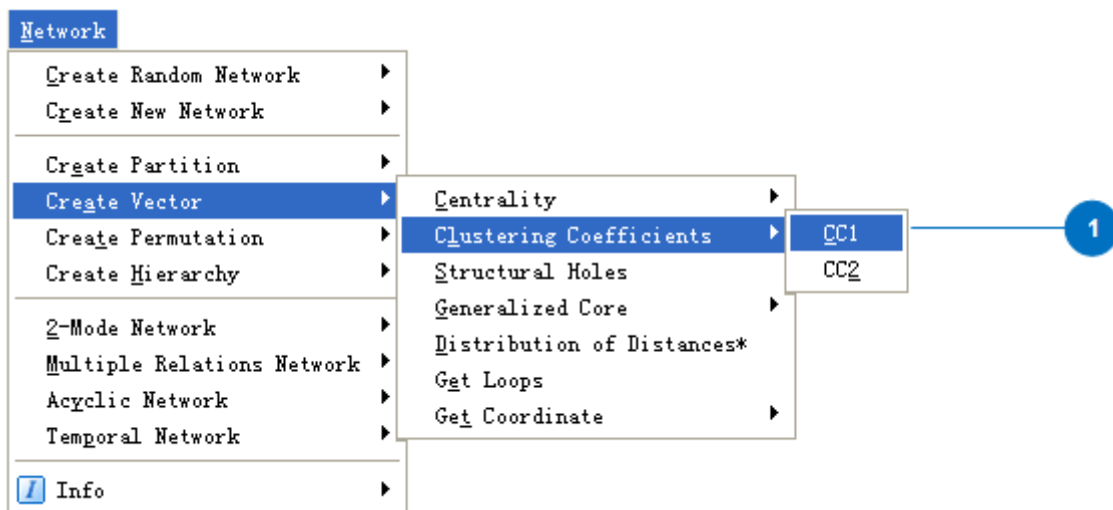 Network
Create Random Network
Create New Network
Create Partition
Create Vector
Create Permutation
Create Hierarchy
2-Mode Network
Multiple Relations Network
Acyclic Network
Temporal Network
I Info
Centrality
Clustering Coefficients
Structural Holes
Generalized Core
Distribution of Distances*
Get Loops
Get Coordinate
CC1
CC2
1